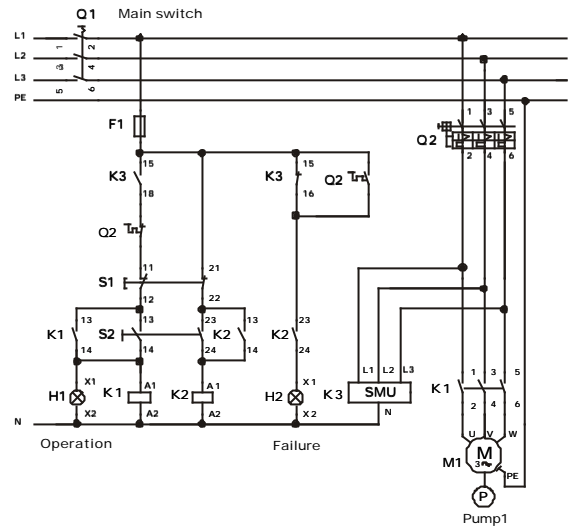 Q1 Main switch
L1 1 2
L2 3 4
L3 5 6
PE
F1
1 3 5
Q2
2 4 6
15 15
K3 K3 Q2
18 16
Q2
11 21
S1
12 22
13 13 23 13 23
K1 S2 K2 K2
14 14 24 14 24
L1 L2 L3
X1 A1 A1 X1
H1 K1 K2 H2 K3 SMU
X2 A2 A2 X2 N
1 3 5
K1
2 4 6
N
Operation Failure
U V W
M1 M
3~
PE
P
Pump1